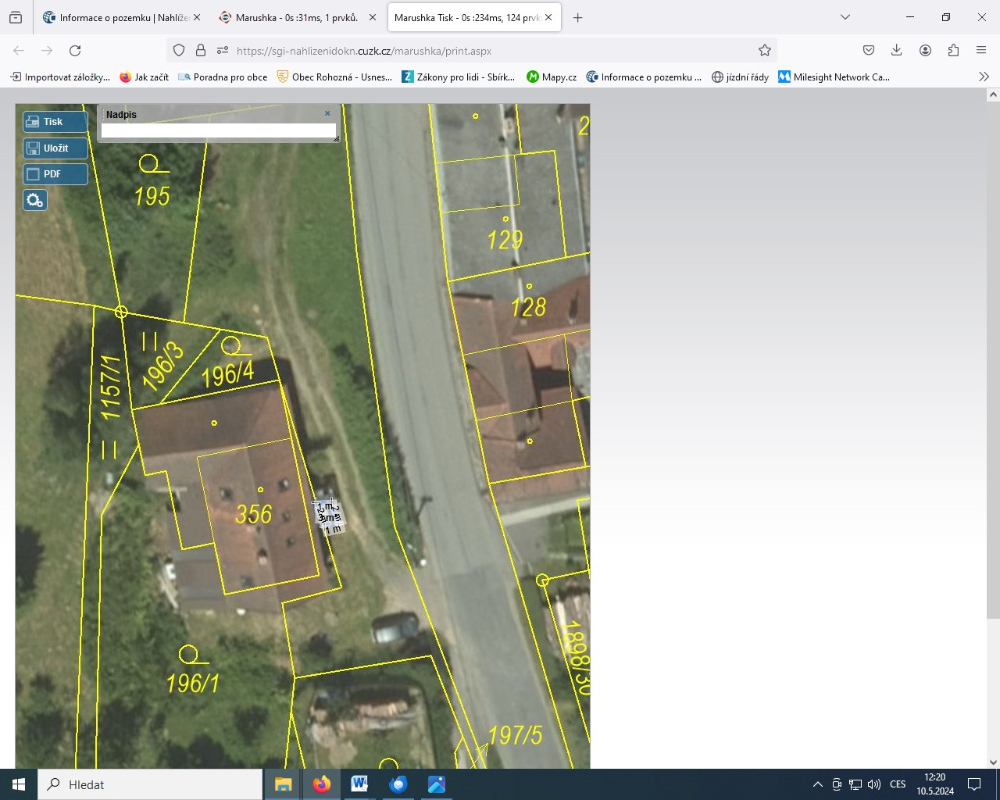 Informace o pozemku | Nahlíže
Marushka - 0s :31ms, 1 prvků.
Marushka Tisk - 0s :234ms, 124 prvk
https://sgi-nahlizenidokn.cuzk.cz/marushka/print.aspx
Importovat záložky...
Jak začít
Poradna pro obce
Obec Rohozná - Usnes...
Zákony pro lidi - Sbírk...
Mapy.cz
Informace o pozemku ...
jízdní řády
Milesight Network Ca...
Tisk
Nadpis
Uložit
PDF
195
2
129
128
196/3
196/4
1157/1
356
1 m
1 m
196/1
1898/30
197/5
Hledat
CES
12:20
10.5.2024